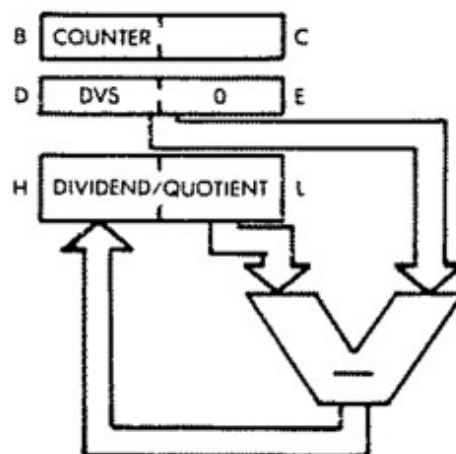 B COUNTER C
D DVS 0 E
H DIVIDEND/QUOTIENT L
—